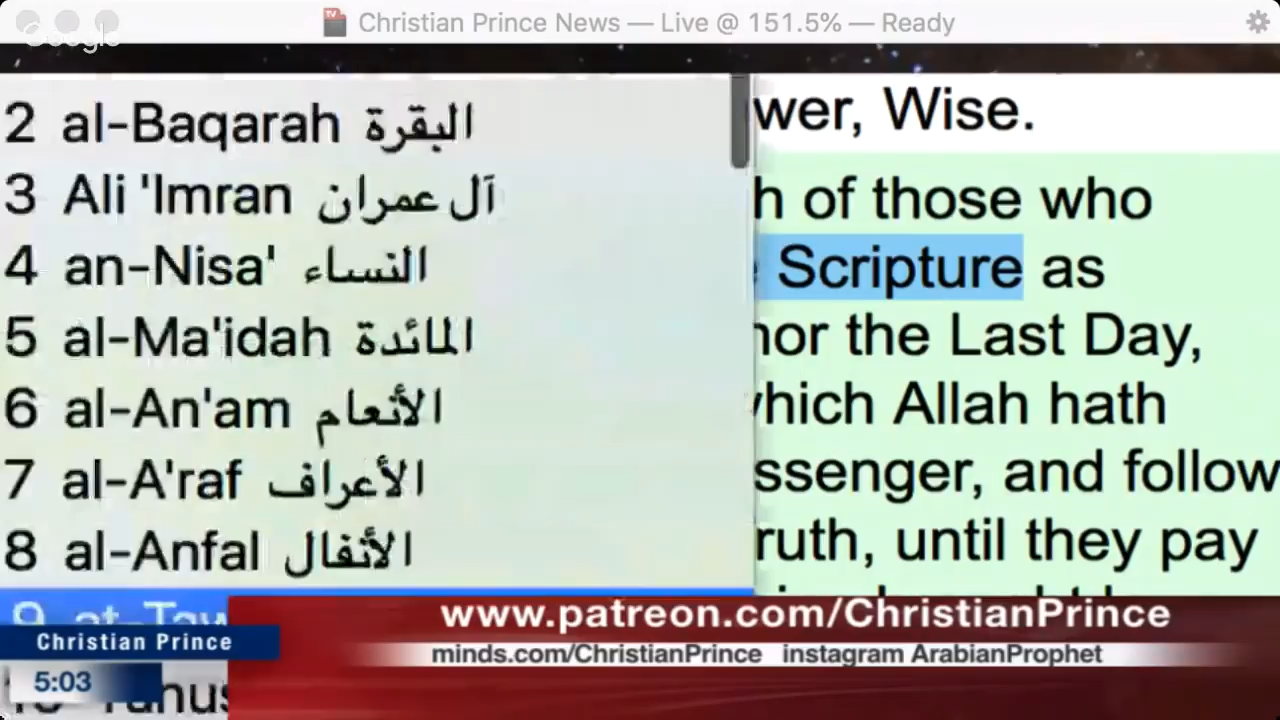 Christian Prince News — Live @ 151.5% — Ready
Google
2 al-Baqarah البقرة
3 Ali 'Imran آل عمران
4 an-Nisa' النساء
5 al-Ma'idah المائدة
6 al-An'am الأنعام
7 al-A'raf الأعراف
8 al-Anfal الأنفال
9
wer, Wise.
h of those who
Scripture as
nor the Last Day,
which Allah hath
ssenger, and follow
ruth, until they pay
www.patreon.com/ChristianPrince
Christian Prince
minds.com/ChristianPrince instagram ArabianProphet
5:03